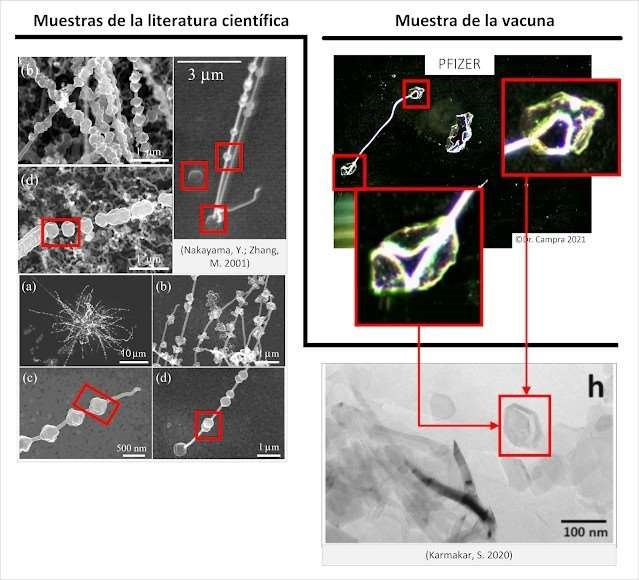 Muestras de la literatura científica
Muestra de la vacuna
(b)
1 µm
3 µm
(d)
1 µm
(Nakayama, Y.; Zhang,
M. 2001)
(a)
10 µm
(b)
1 µm
(c)
500 nm
(d)
1 µm
PFIZER
©Dr. Campra 2021
h
100 nm
(Karmakar, S. 2020)